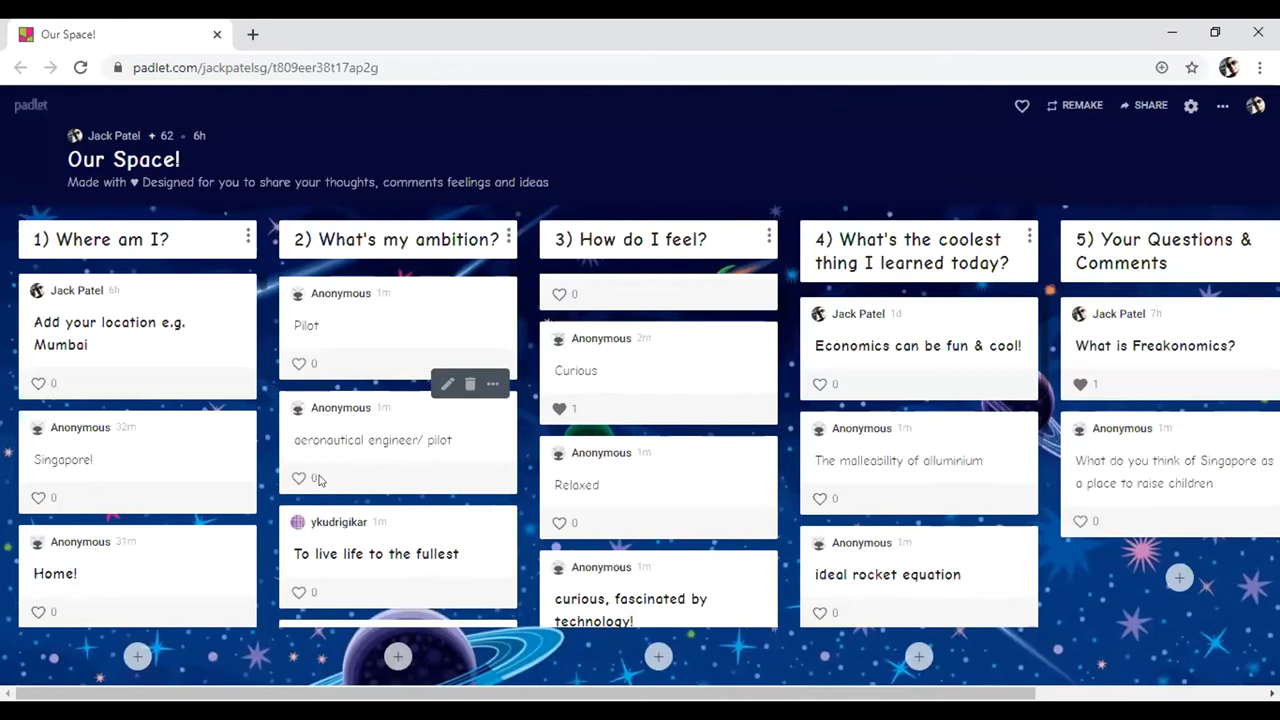 Our Space!
padlet.com/jackpatelsg/t809eer38t17ap2g
padlet
REMAKE
SHARE
Jack Patel + 62 • 6h
Our Space!
Made with ♥ Designed for you to share your thoughts, comments feelings and ideas
1) Where am I?
Jack Patel 6h
Add your location e.g.
Mumbai
0
Anonymous 32m
Singapore!
0
Anonymous 31m
Home!
0
2) What's my ambition?
Anonymous 1m
Pilot
0
Anonymous 1m
aeronautical engineer/ pilot
0
ykudrigikar 1m
To live life to the fullest
0
3) How do I feel?
0
Anonymous 2m
Curious
1
Anonymous 1m
Relaxed
0
Anonymous 1m
curious, fascinated by
technology!
4) What's the coolest
thing I learned today?
Jack Patel 1d
Economics can be fun & cool!
0
Anonymous 1m
The malleability of alluminium
0
Anonymous 1m
ideal rocket equation
0
5) Your Questions &
Comments
Jack Patel 7h
What is Freakonomics?
1
Anonymous 1m
What do you think of Singapore as
a place to raise children
0